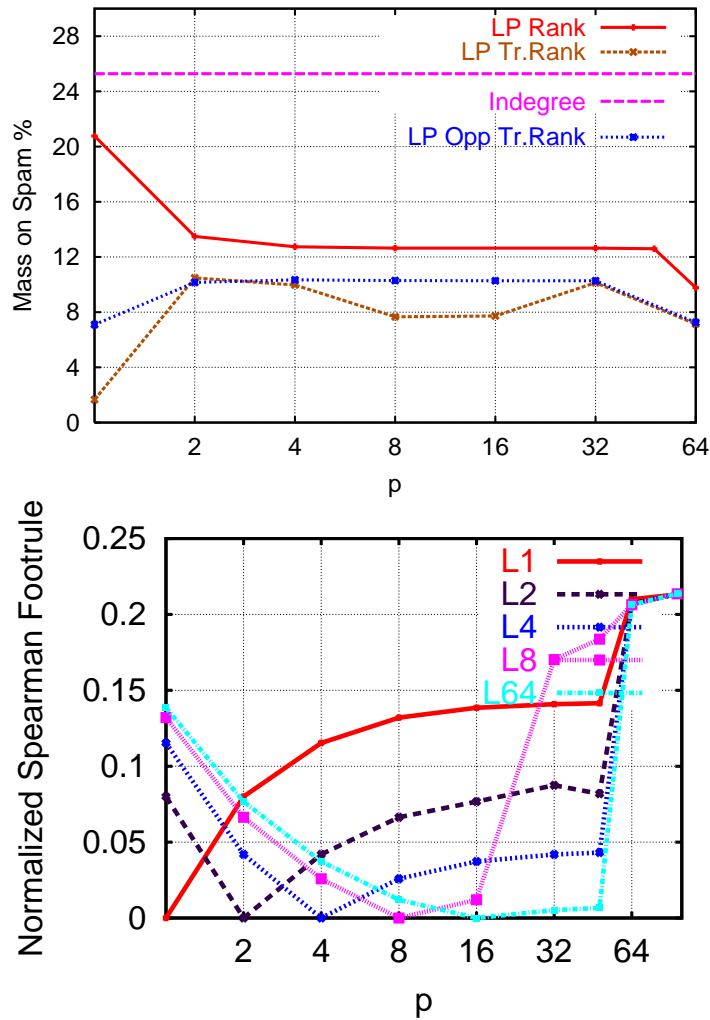 28
24
20
16
12
8
4
0
Mass on Spam %
LP Rank
LP Tr.Rank
Indegree
LP Opp Tr.Rank
2 4 8 16 32 64
p
0.25
0.2
0.15
0.1
0.05
0
Normalized Spearman Footrule
L1
L2
L4
L8
L64
2 4 8 16 32 64
p